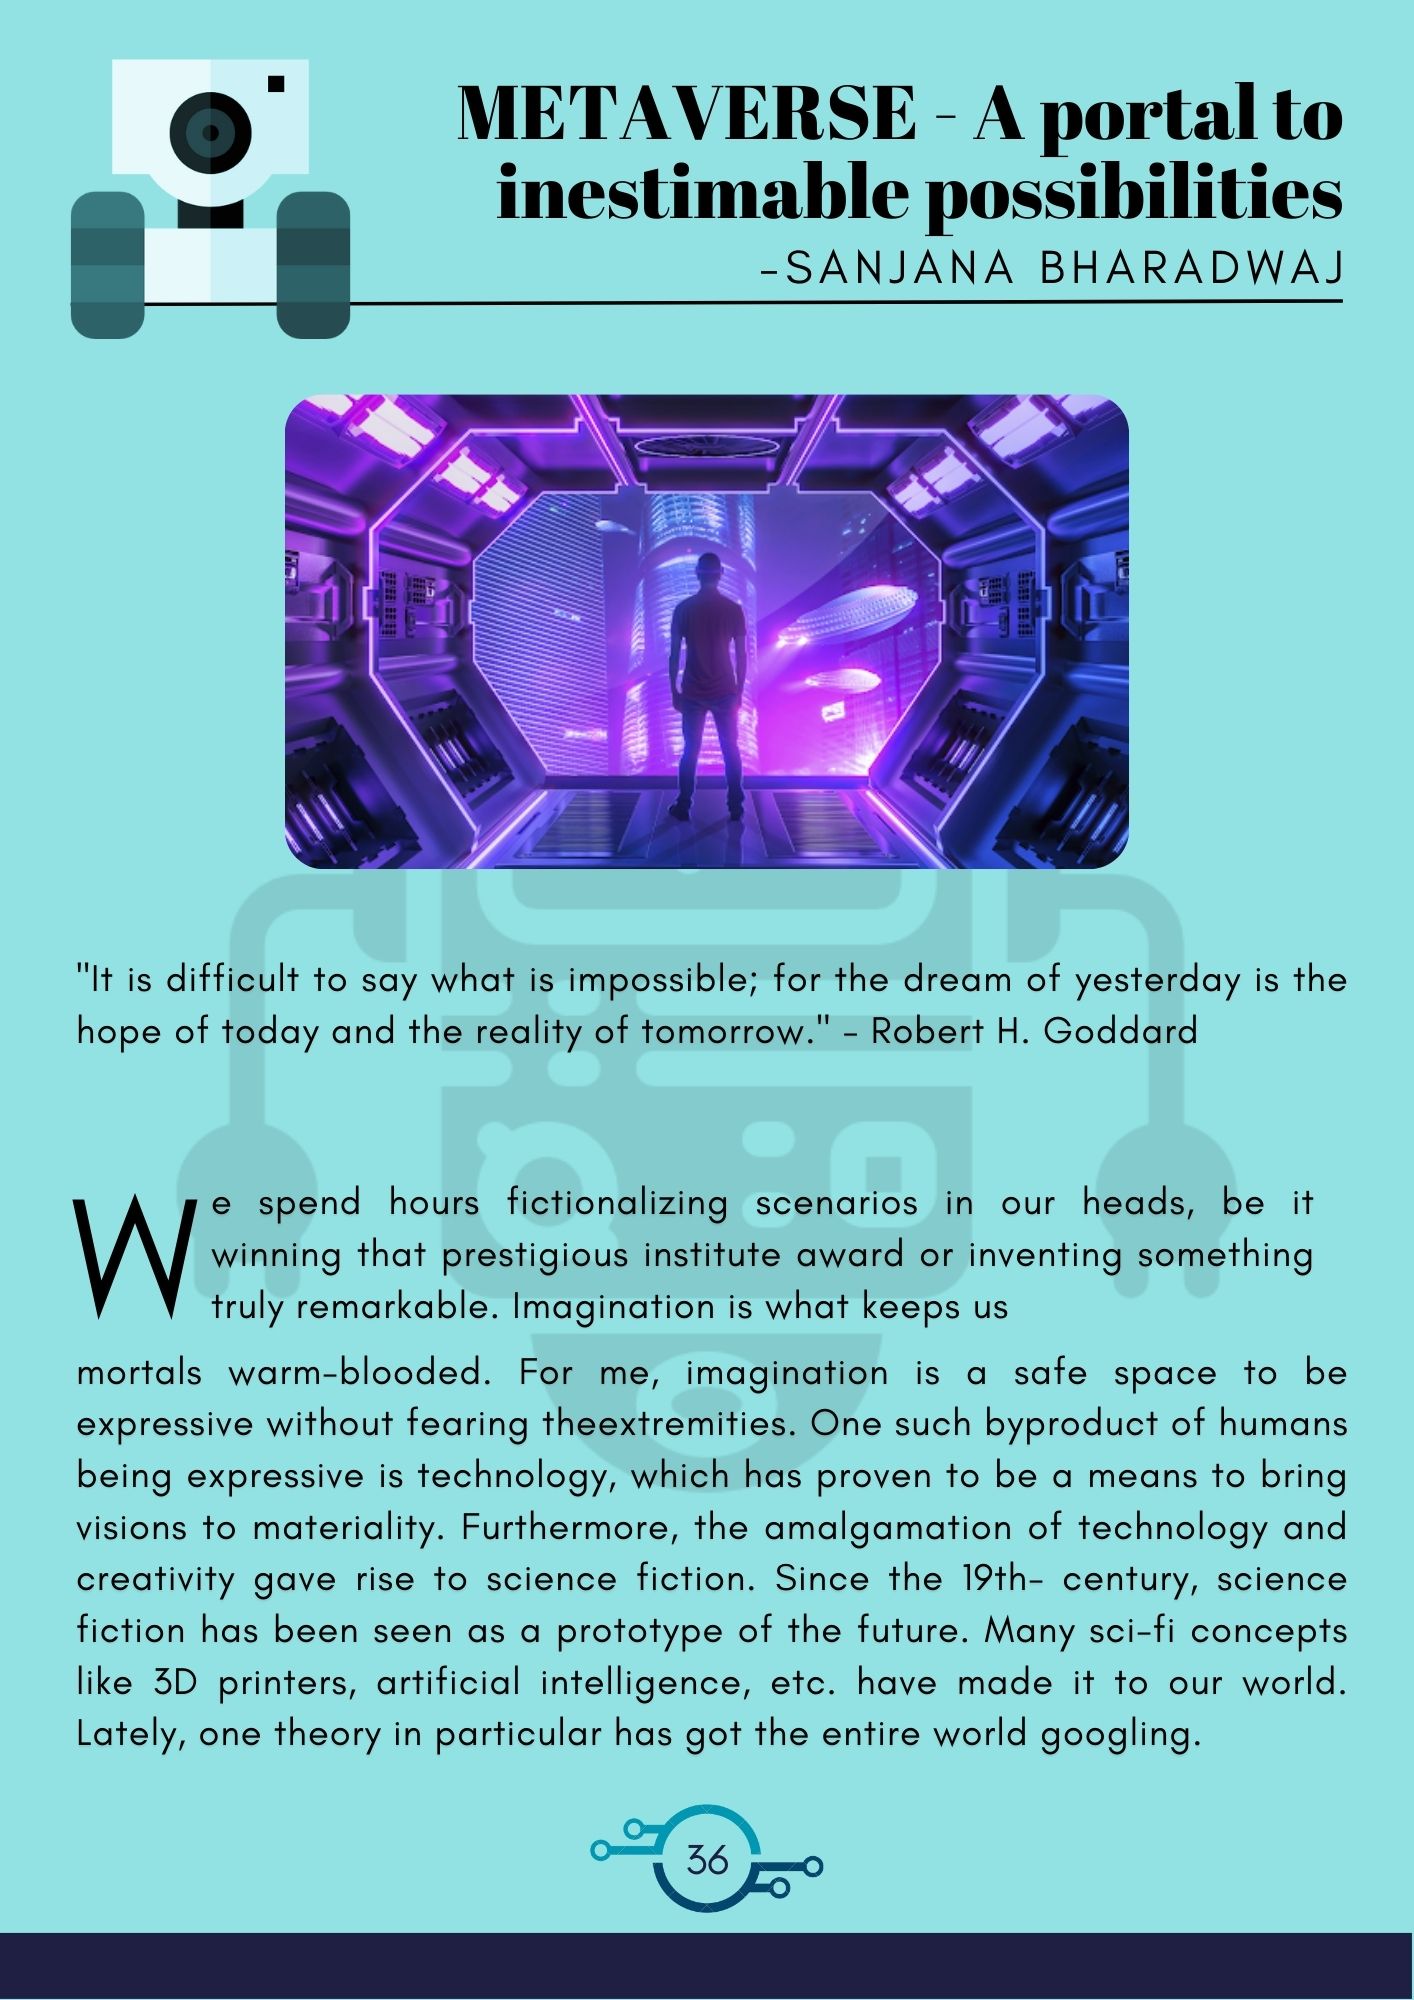 METAVERSE - A portal to
inestimable possibilities
-SANJANA BHARADWAJ
"It is difficult to say what is impossible; for the dream of yesterday is the
hope of today and the reality of tomorrow." - Robert H. Goddard
We spend hours fictionalizing scenarios in our heads, be it
winning that prestigious institute award or inventing something
truly remarkable. Imagination is what keeps us
mortals warm-blooded. For me, imagination is a safe space to be
expressive without fearing theextremities. One such byproduct of humans
being expressive is technology, which has proven to be a means to bring
visions to materiality. Furthermore, the amalgamation of technology and
creativity gave rise to science fiction. Since the 19th- century, science
fiction has been seen as a prototype of the future. Many sci-fi concepts
like 3D printers, artificial intelligence, etc. have made it to our world.
Lately, one theory in particular has got the entire world googling.
36